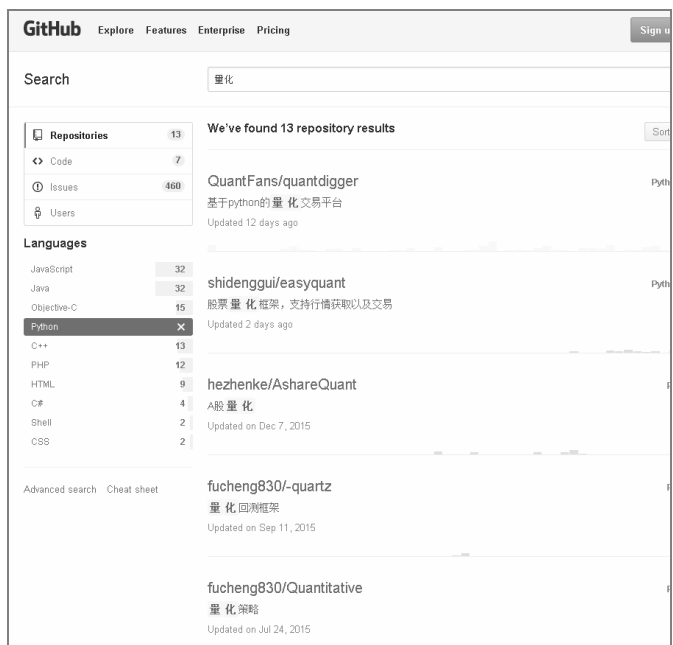 GitHub Explore Features Enterprise Pricing Sign u
Search
量化
Repositories 13
Code 7
Issues 460
Users
Languages
JavaScript 32
Java 32
Objective-C 15
Python ×
C++ 13
PHP 12
HTML 9
C# 4
Shell 2
CSS 2
Advanced search Cheat sheet
We've found 13 repository results Sort
QuantFans/quantdigger Pyth
基于python的量化交易平台
Updated 12 days ago
shidenggui/easyquant Pyth
股票量化框架，支持行情获取以及交易
Updated 2 days ago
hezhenke/AshareQuant
A股量化
Updated on Dec 7, 2015
fucheng830/-quartz
量化回测框架
Updated on Sep 11, 2015
fucheng830/Quantitative
量化策略
Updated on Jul 24, 2015